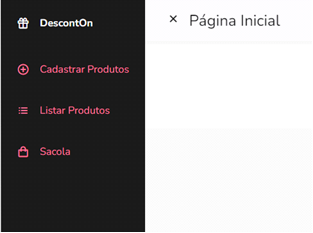 DescontOn
Página Inicial
Cadastrar Produtos
Listar Produtos
Sacola